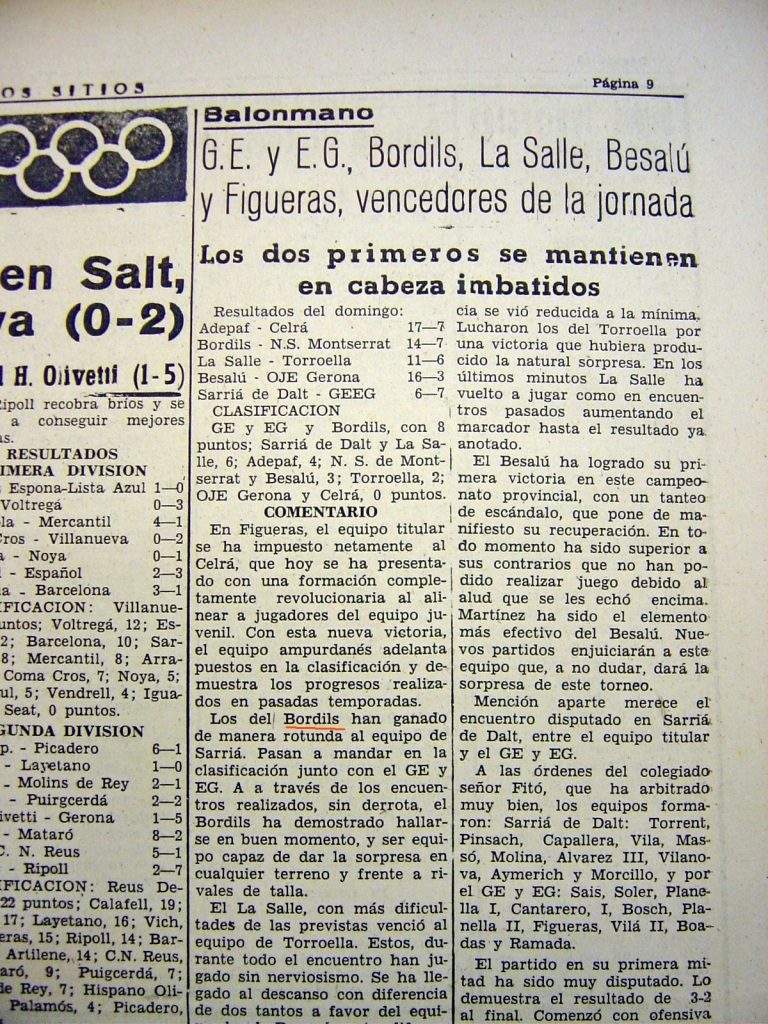 OS SITIOS
Página 9
en Salt,
va (0-2)
H. Olivetti (1-5)
Ripoll recobra bríos y se
a conseguir mejores
as.
RESULTADOS
IMERA DIVISION
Espona-Lista Azul 1—0
Voltregá 0—3
la - Mercantil 4—1
Cros - Villanueva 0—2
a - Noya 0—1
l - Español 2—3
a - Barcelona 3—1
IFICACION: Villanue-
untos; Voltregá, 12; Es-
2; Barcelona, 10; Sar-
8; Mercantil, 8; Arra-
Coma Cros, 7; Noya, 5;
ul, 5; Vendrell, 4; Igua-
Seat, 0 puntos.
GUNDA DIVISION
p. - Picadero 6—1
- Layetano 1—0
- Molins de Rey 2—1
- Puirgcerdá 2—2
ivetti - Gerona 1—5
- Mataró 8—2
C. N. Reus 5—1
- Ripoll 2—7
IFICACION: Reus De-
22 puntos; Calafell, 19;
17; Layetano, 16; Vich,
eras, 15; Ripoll, 14; Bar-
Artilene, 14; C.N. Reus,
taró, 9; Puigcerdá, 7;
de Rey, 7; Hispano Oli-
Palamós, 4; Picadero,
Balonmano
G.E. y E.G., Bordils, La Salle, Besalú
y Figueras, vencedores de la jornada
Los dos primeros se mantienen
en cabeza imbatidos
Resultados del domingo:
Adepaf - Celrá 17—7
Bordils - N.S. Montserrat 14—7
La Salle - Torroella 11—6
Besalú - OJE Gerona 16—3
Sarriá de Dalt - GEEG 6—7
CLASIFICACION
GE y EG y Bordils, con 8
puntos; Sarriá de Dalt y La Sa-
lle, 6; Adepaf, 4; N. S. de Mont-
serrat y Besalú, 3; Torroella, 2;
OJE Gerona y Celrá, 0 puntos.
COMENTARIO
En Figueras, el equipo titular
se ha impuesto netamente al
Celrá, que hoy se ha presenta-
do con una formación comple-
tamente revolucionaria al ali-
near a jugadores del equipo ju-
venil. Con esta nueva victoria,
el equipo ampurdanés adelanta
puestos en la clasificación y de-
muestra los progresos realiza-
dos en pasadas temporadas.
Los del Bordils han ganado
de manera rotunda al equipo de
Sarriá. Pasan a mandar en la
clasificación junto con el GE y
EG. A a través de los encuen-
tros realizados, sin derrota, el
Bordils ha demostrado hallar-
se en buen momento, y ser equi-
po capaz de dar la sorpresa en
cualquier terreno y frente a ri-
vales de talla.
El La Salle, con más dificul-
tades de las previstas venció al
equipo de Torroella. Estos, du-
rante todo el encuentro han ju-
gado sin nerviosismo. Se ha lle-
gado al descanso con diferencia
de dos tantos a favor del equi-
cia se vió reducida a la mínima.
Lucharon los del Torroella por
una victoria que hubiera produ-
cido la natural sorpresa. En los
últimos minutos La Salle ha
vuelto a jugar como en encuen-
tros pasados aumentando el
marcador hasta el resultado ya
anotado.
El Besalú ha logrado su pri-
mera victoria en este campeo-
nato provincial, con un tanteo
de escándalo, que pone de ma-
nifiesto su recuperación. En to-
do momento ha sido superior a
sus contrarios que no han po-
dido realizar juego debido al
alud que se les echó encima.
Martínez ha sido el elemento
más efectivo del Besalú. Nue-
vos partidos enjuiciarán a este
equipo que, a no dudar, dará la
sorpresa de este torneo.
Mención aparte merece el
encuentro disputado en Sarriá
de Dalt, entre el equipo titular
y el GE y EG.
A las órdenes del colegiado
señor Fitó, que ha arbitrado
muy bien, los equipos forma-
ron: Sarriá de Dalt: Torrent,
Pinsach, Capallera, Vila, Mas-
só, Molina, Alvarez III, Vilano-
va, Aymerich y Morcillo, y por
el GE y EG: Sais, Soler, Plane-
lla I, Cantarero, I, Bosch, Pla-
nella II, Figueras, Vilá II, Boa-
das y Ramada.
El partido en su primera mi-
tad ha sido muy disputado. Lo
demuestra el resultado de 3-2
al final. Comenzó con ofensiva